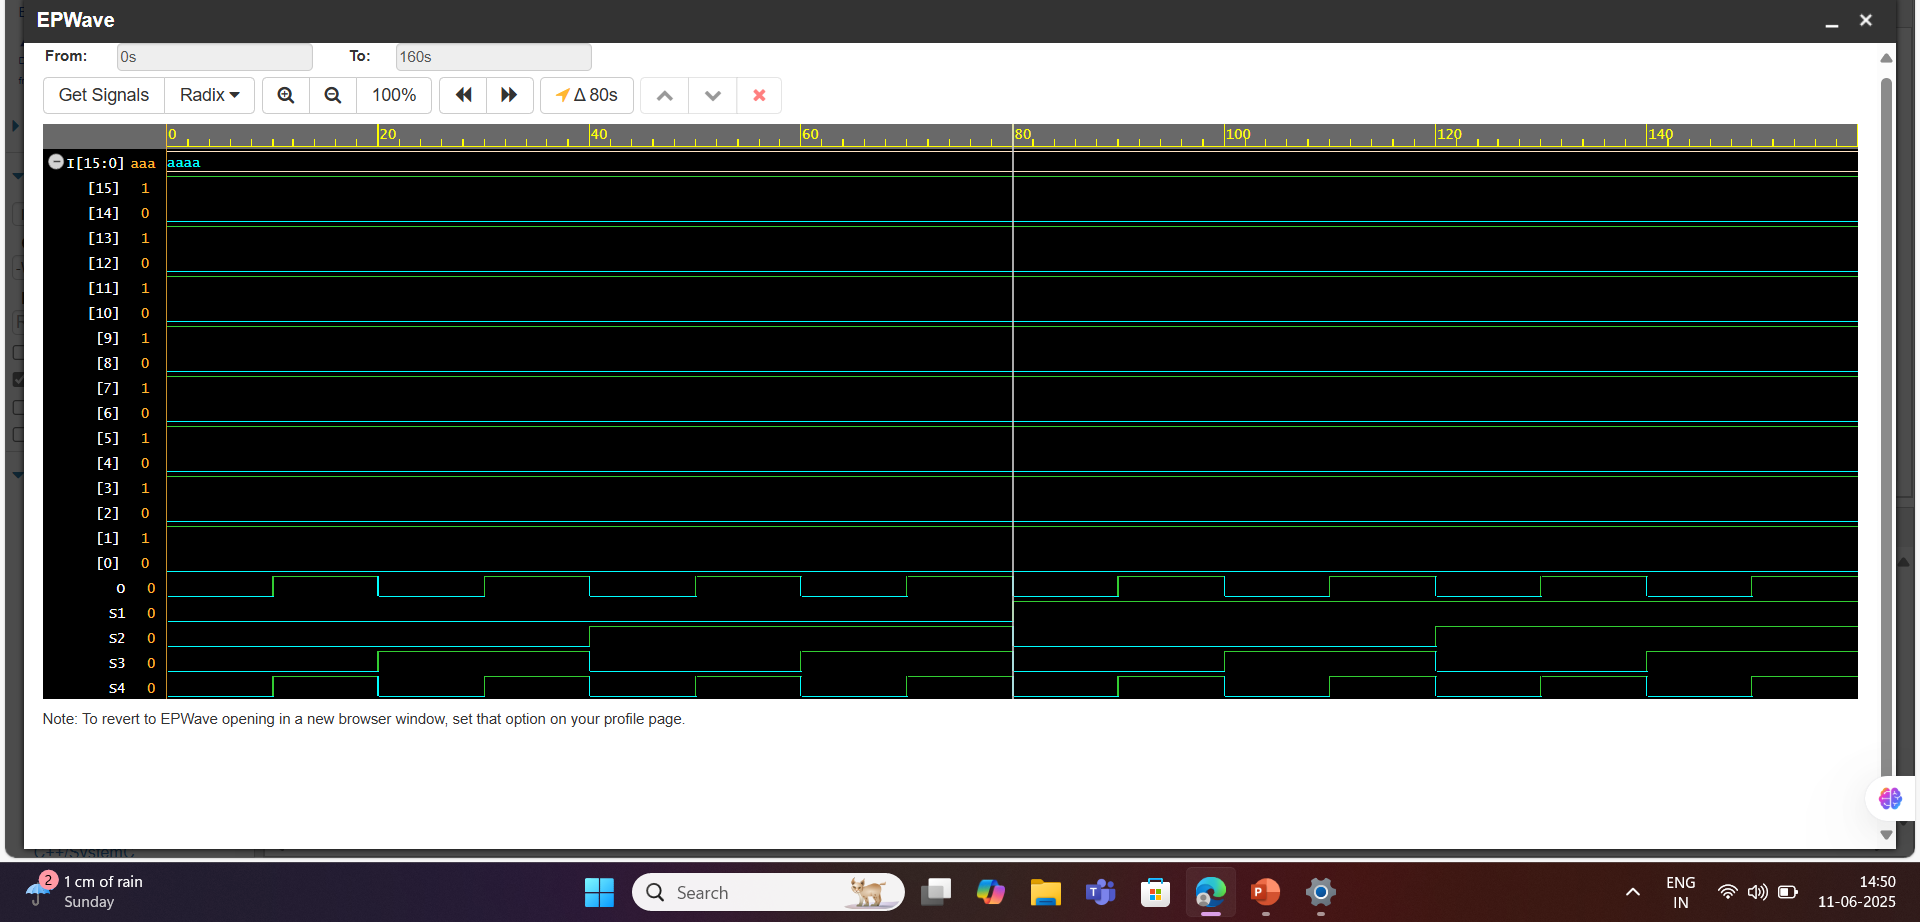 EPWave
From: 0s To: 160s
Get Signals Radix 100% Δ 80s
0 20 40 60 80 100 120 140
I[15:0] aaa aaaa
[15] 1
[14] 0
[13] 1
[12] 0
[11] 1
[10] 0
[9] 1
[8] 0
[7] 1
[6] 0
[5] 1
[4] 0
[3] 1
[2] 0
[1] 1
[0] 0
O 0
S1 0
S2 0
S3 0
S4 0
Note: To revert to EPWave opening in a new browser window, set that option on your profile page.
C++/SystemC
2 1 cm of rain
Sunday
Search
ENG
IN
14:50
11-06-2025